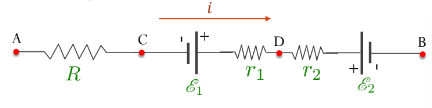 i
A C ' + D B
R r₁ r₂ + '
ℰ₁ ℰ₂